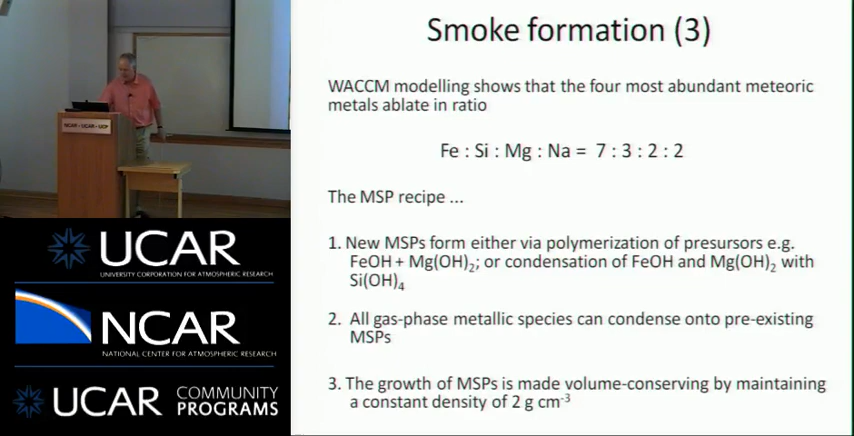 Smoke formation (3)
WACCM modelling shows that the four most abundant meteoric
metals ablate in ratio
Fe : Si : Mg : Na = 7 : 3 : 2 : 2
The MSP recipe ...
1. New MSPs form either via polymerization of presursors e.g.
FeOH + Mg(OH)₂; or condensation of FeOH and Mg(OH)₂ with
Si(OH)₄
2. All gas-phase metallic species can condense onto pre-existing
MSPs
3. The growth of MSPs is made volume-conserving by maintaining
a constant density of 2 g cm⁻³
NCAR • UCAR • UCP
UCAR
UNIVERSITY CORPORATION FOR ATMOSPHERIC RESEARCH
NCAR
NATIONAL CENTER FOR ATMOSPHERIC RESEARCH
UCAR COMMUNITY
PROGRAMS